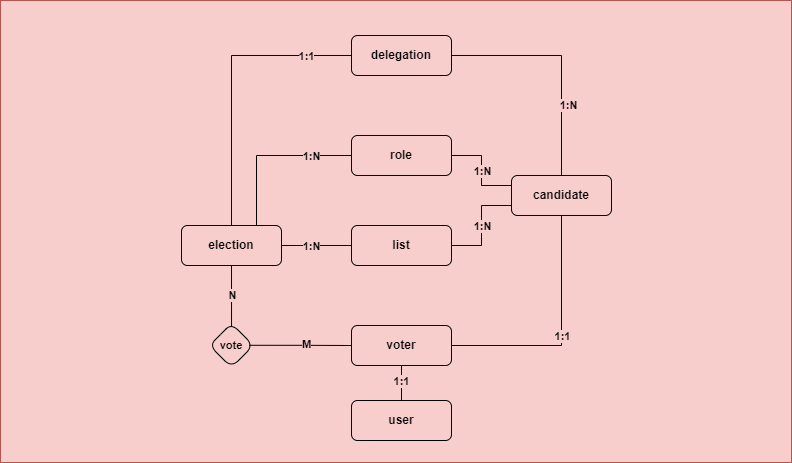 delegation
1:1
1:N
role
1:N
1:N
candidate
1:N
election
1:N
list
N
vote
M
voter
1:1
1:1
user